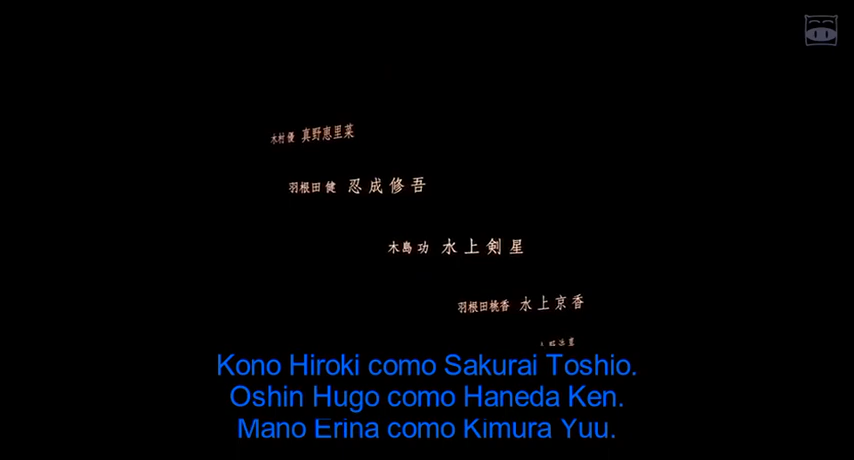 木村 優 真野恵里菜
羽根田 健 忍成修吾
木島 功 水上剣星
羽根田桃香 水上京香
Kono Hiroki como Sakurai Toshio.
Oshin Hugo como Haneda Ken.
Mano Erina como Kimura Yuu.